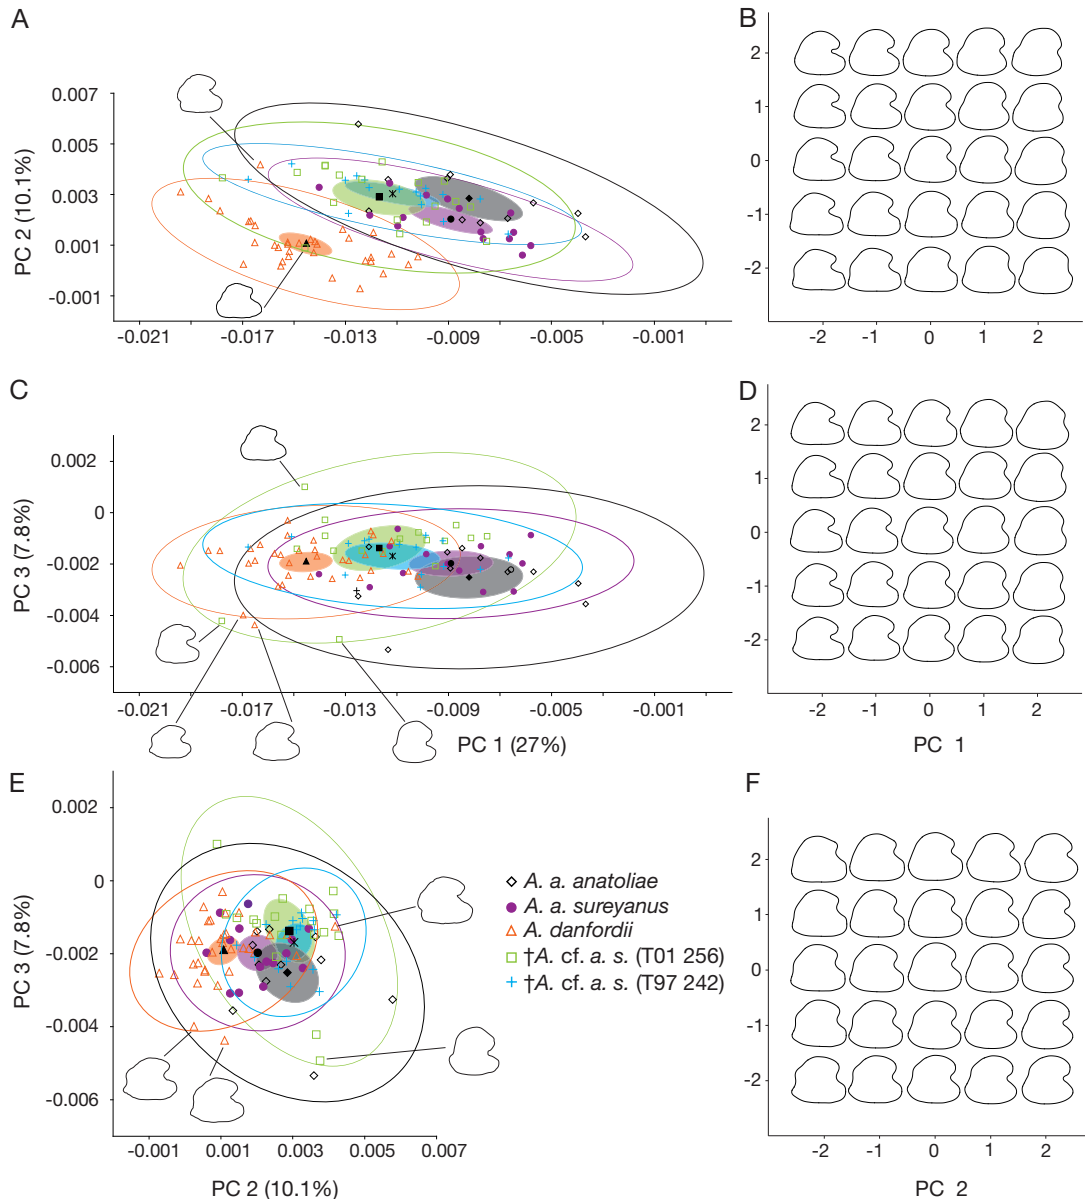 A
PC 2 (10.1%)
0.007
0.005
0.003
0.001
-0.001
-0.021 -0.017 -0.013 -0.009 -0.005 -0.001
B
2
1
0
-1
-2
-2 -1 0 1 2
C
PC 3 (7.8%)
0.002
0
-0.002
-0.004
-0.006
-0.021 -0.017 -0.013 -0.009 -0.005 -0.001
PC 1 (27%)
D
2
1
0
-1
-2
-2 -1 0 1 2
PC 1
E
PC 3 (7.8%)
0.002
0
-0.002
-0.004
-0.006
-0.001 0.001 0.003 0.005 0.007
PC 2 (10.1%)
A. a. anatoliae
A. a. sureyanus
A. danfordii
†A. cf. a. s. (T01 256)
†A. cf. a. s. (T97 242)
F
2
1
0
-1
-2
-2 -1 0 1 2
PC 2